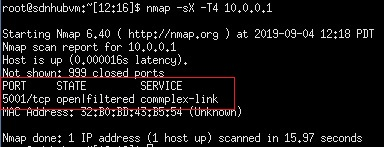 root@sdnhubvm:~[12:16]$ nmap -sX -T4 10.0.0.1
Starting Nmap 6.40 ( http://nmap.org ) at 2019-09-04 12:18 PDT
Nmap scan report for 10.0.0.1
Host is up (0.000016s latency).
Not shown: 999 closed ports
PORT STATE SERVICE
5001/tcp open|filtered commplex-link
MAC Address: 32:B0:BD:43:B5:54 (Unknown)
Nmap done: 1 IP address (1 host up) scanned in 15.97 seconds